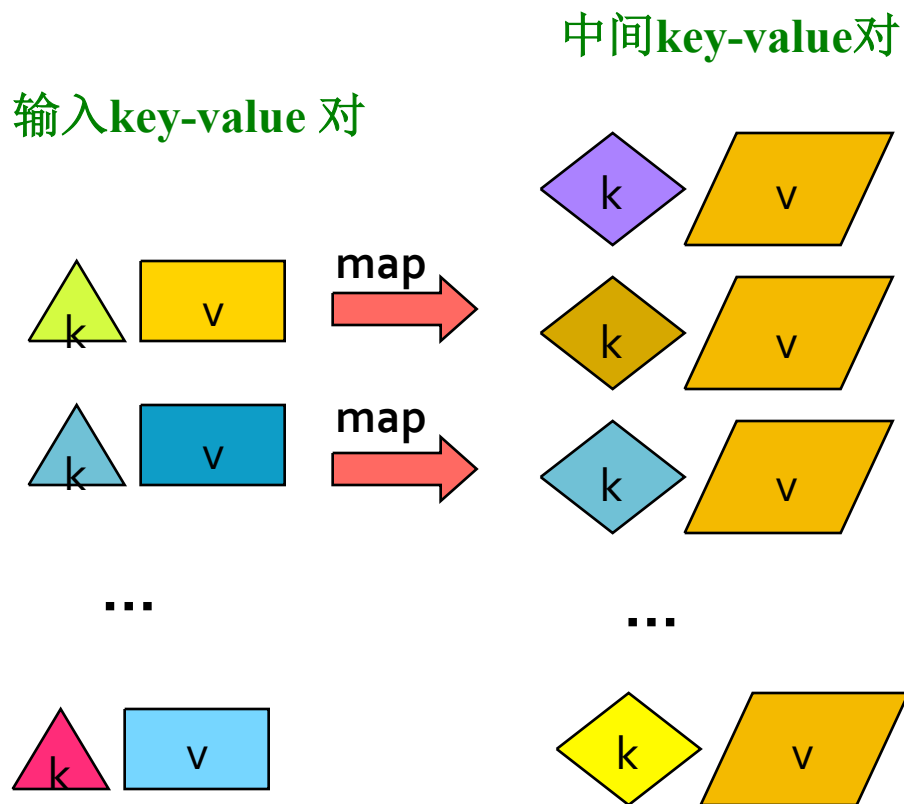 中间key-value对
输入key-value 对
k v
k v map
k v
k v map
k v
...
...
k v
k v